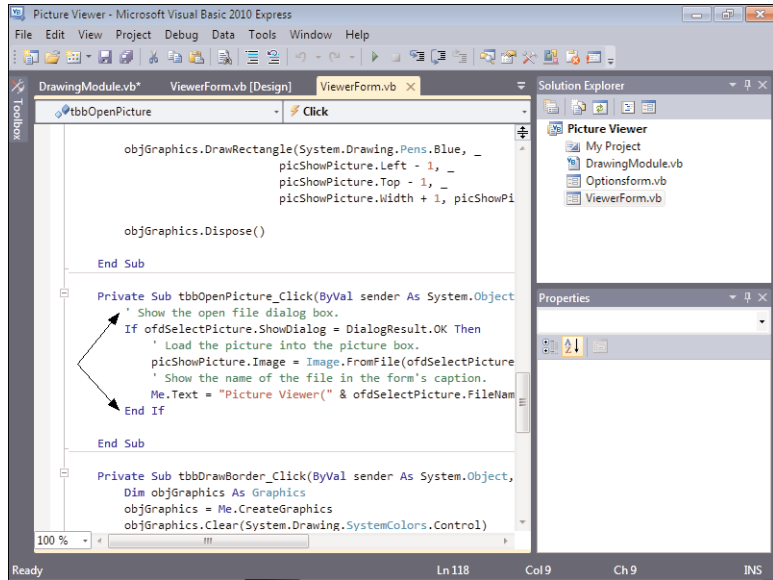 Picture Viewer - Microsoft Visual Basic 2010 Express
File Edit View Project Debug Data Tools Window Help
DrawingModule.vb* ViewerForm.vb [Design] ViewerForm.vb
Solution Explorer
Toolbox
tbbOpenPicture Click
Picture Viewer
My Project
DrawingModule.vb
Optionsform.vb
ViewerForm.vb
objGraphics.DrawRectangle(System.Drawing.Pens.Blue, _
picShowPicture.Left - 1, _
picShowPicture.Top - 1, _
picShowPicture.Width + 1, picShowPi
objGraphics.Dispose()
End Sub
Private Sub tbbOpenPicture_Click(ByVal sender As System.Object
' Show the open file dialog box.
If ofdSelectPicture.ShowDialog = DialogResult.OK Then
' Load the picture into the picture box.
picShowPicture.Image = Image.FromFile(ofdSelectPicture
' Show the name of the file in the form's caption.
Me.Text = "Picture Viewer(" & ofdSelectPicture.FileNam
End If
End Sub
Private Sub tbbDrawBorder_Click(ByVal sender As System.Object,
Dim objGraphics As Graphics
objGraphics = Me.CreateGraphics
objGraphics.Clear(System.Drawing.SystemColors.Control)
Properties
100 %
Ready Ln 118 Col 9 Ch 9 INS